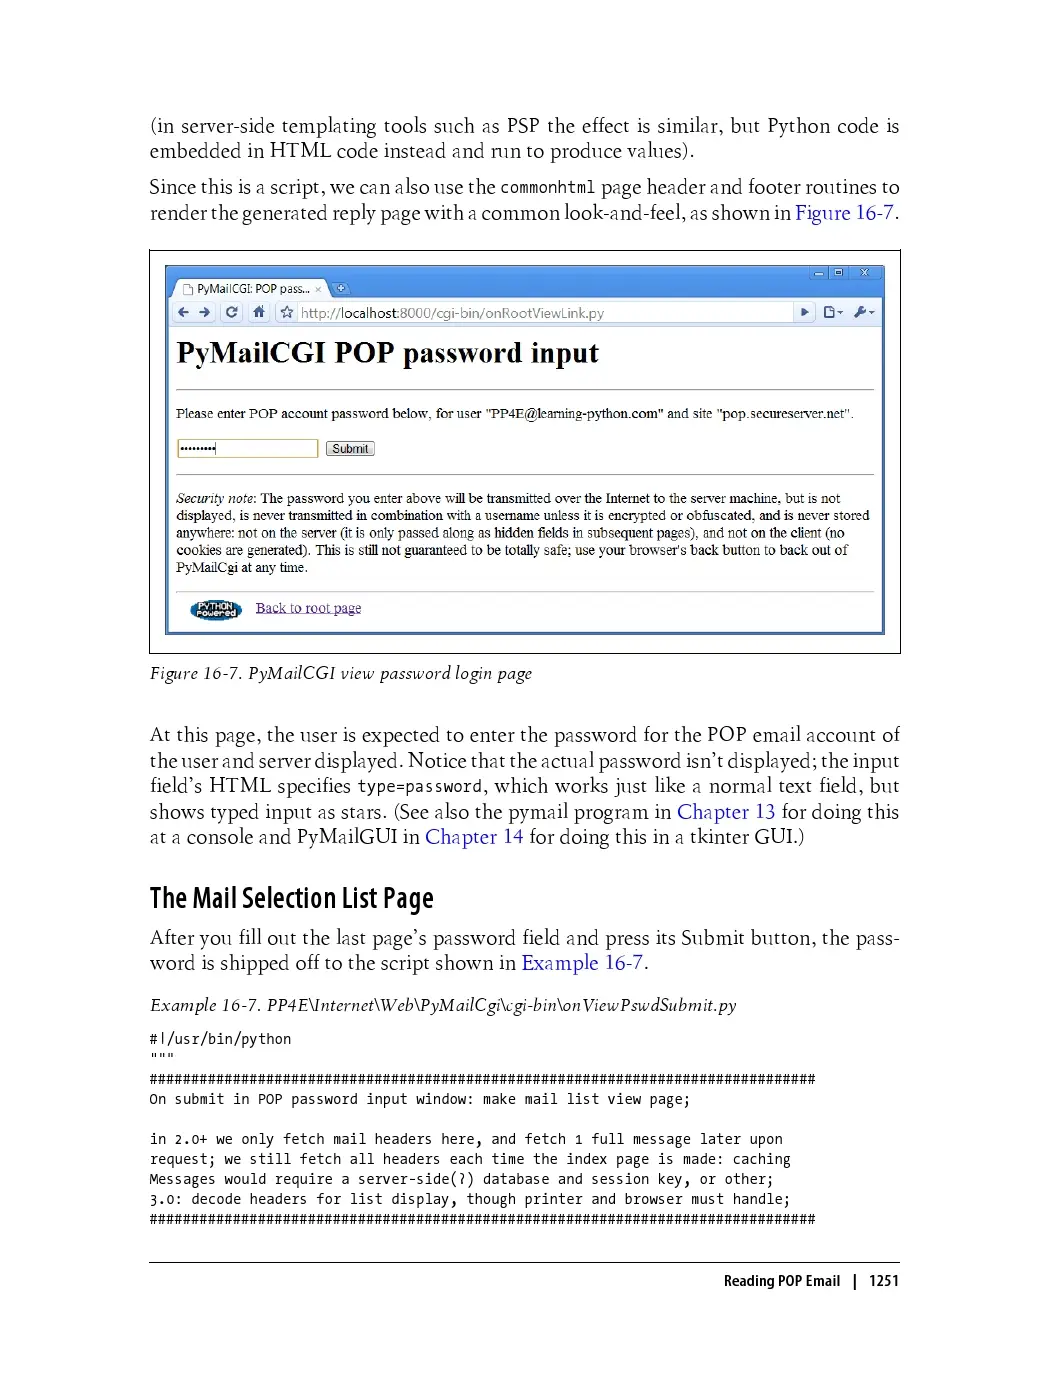 (in server-side templating tools such as PSP the effect is similar, but Python code is
embedded in HTML code instead and run to produce values).
Since this is a script, we can also use the commonhtml page header and footer routines to
render the generated reply page with a common look-and-feel, as shown in Figure 16-7.
PyMailCGI: POP pass...
http://localhost:8000/cgi-bin/onRootViewLink.py
PyMailCGI POP password input
Please enter POP account password below, for user "PP4E@learning-python.com" and site "pop.secureserver.net".
•••••••••
Submit
Security note: The password you enter above will be transmitted over the Internet to the server machine, but is not
displayed, is never transmitted in combination with a username unless it is encrypted or obfuscated, and is never stored
anywhere: not on the server (it is only passed along as hidden fields in subsequent pages), and not on the client (no
cookies are generated). This is still not guaranteed to be totally safe; use your browser's back button to back out of
PyMailCgi at any time.
PYTHON
Powered
Back to root page
Figure 16-7. PyMailCGI view password login page
At this page, the user is expected to enter the password for the POP email account of
the user and server displayed. Notice that the actual password isn't displayed; the input
field's HTML specifies type=password, which works just like a normal text field, but
shows typed input as stars. (See also the pymail program in Chapter 13 for doing this
at a console and PyMailGUI in Chapter 14 for doing this in a tkinter GUI.)
The Mail Selection List Page
After you fill out the last page's password field and press its Submit button, the pass-
word is shipped off to the script shown in Example 16-7.
Example 16-7. PP4E\Internet\Web\PyMailCgi\cgi-bin\onViewPswdSubmit.py
#!/usr/bin/python
"""
################################################################################
On submit in POP password input window: make mail list view page;
in 2.0+ we only fetch mail headers here, and fetch 1 full message later upon
request; we still fetch all headers each time the index page is made: caching
Messages would require a server-side(?) database and session key, or other;
3.0: decode headers for list display, though printer and browser must handle;
################################################################################
Reading POP Email | 1251